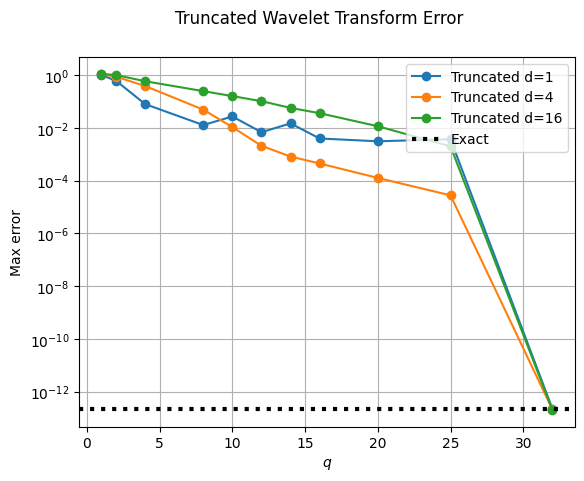 Truncated Wavelet Transform Error
Max error
10⁰
10⁻²
10⁻⁴
10⁻⁶
10⁻⁸
10⁻¹⁰
10⁻¹²
Truncated d=1
Truncated d=4
Truncated d=16
Exact
0 5 10 15 20 25 30
q